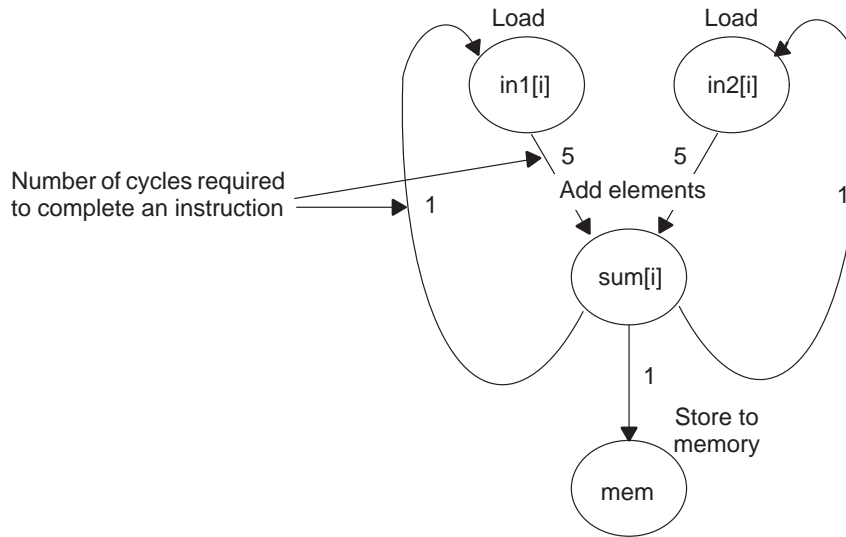 Load
Load
in1[i]
in2[i]
5
5
Number of cycles required
to complete an instruction
Add elements
1
1
sum[i]
1
Store to
memory
mem